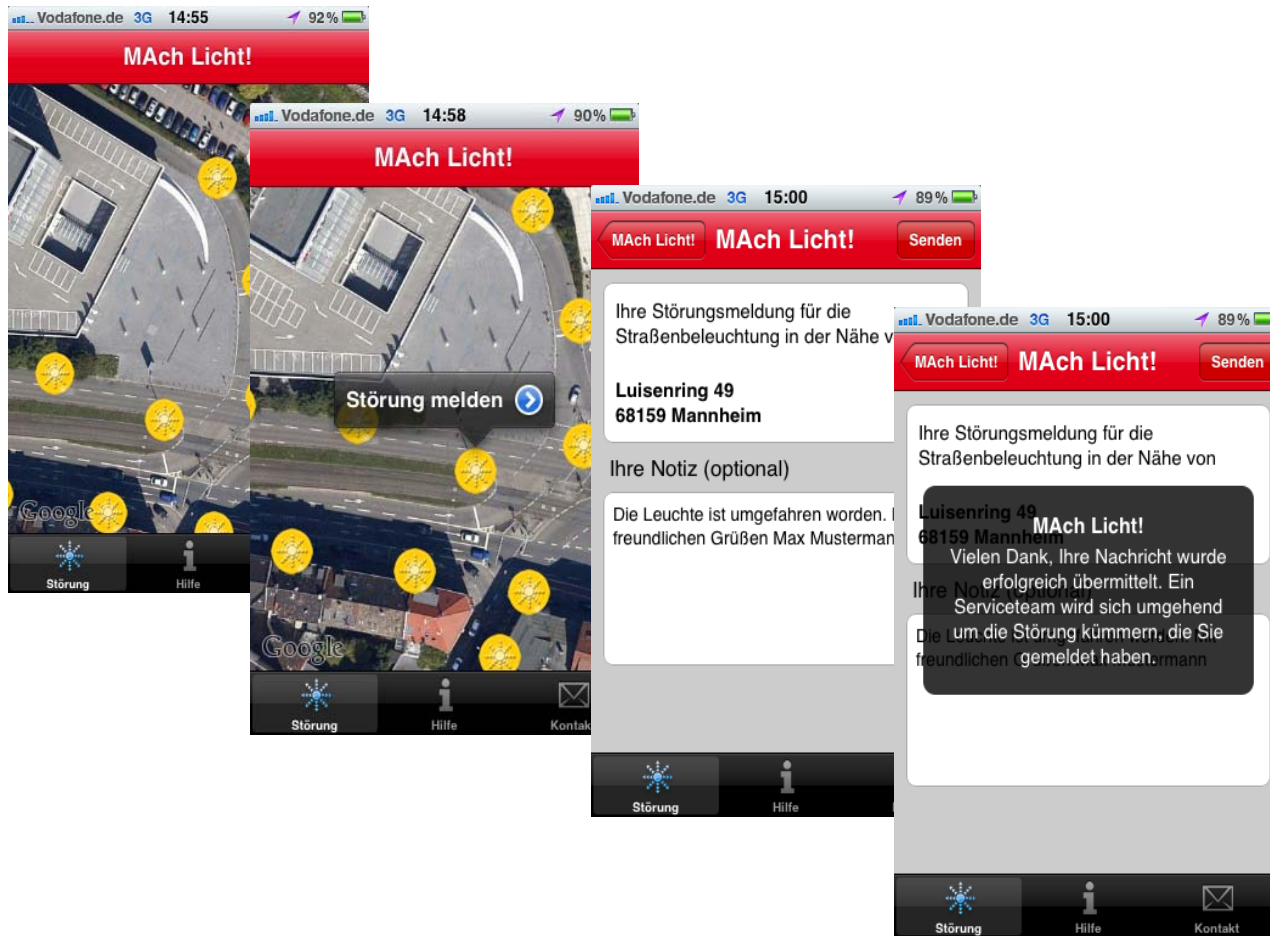 Vodafone.de 3G 14:55 92%
MAch Licht!
Google
Störung Hilfe
Vodafone.de 3G 14:58 90%
MAch Licht!
Störung melden
Google
Störung Hilfe Kontak
Vodafone.de 3G 15:00 89%
MAch Licht! MAch Licht! Senden
Ihre Störungsmeldung für die
Straßenbeleuchtung in der Nähe v
Luisenring 49
68159 Mannheim
Ihre Notiz (optional)
Die Leuchte ist umgefahren worden.
freundlichen Grüßen Max Musterman
Störung Hilfe
Vodafone.de 3G 15:00 89%
MAch Licht! MAch Licht! Senden
Ihre Störungsmeldung für die
Straßenbeleuchtung in der Nähe von
Luisenring 49
68159 Mannheim
MAch Licht!
Vielen Dank, Ihre Nachricht wurde
erfolgreich übermittelt. Ein
Serviceteam wird sich umgehend
um die Störung kümmern, die Sie
gemeldet haben.
Störung Hilfe Kontakt